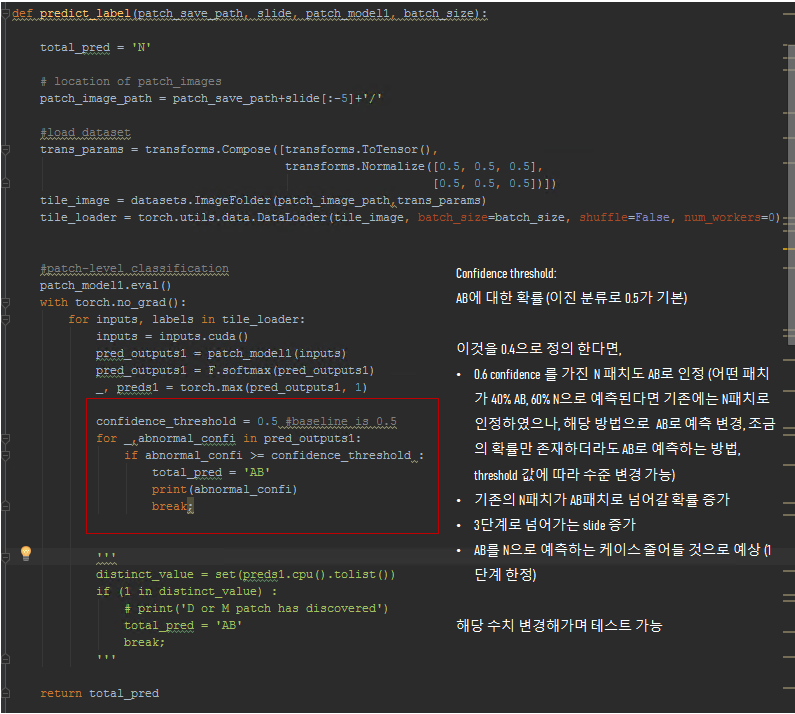 def predict_label(patch_save_path, slide, patch_model1, batch_size):
total_pred = 'N'
# location of patch_images
patch_image_path = patch_save_path+slide[:-5]+'/'
#load dataset
trans_params = transforms.Compose([transforms.ToTensor(),
transforms.Normalize([0.5, 0.5, 0.5],
[0.5, 0.5, 0.5])])
tile_image = datasets.ImageFolder(patch_image_path,trans_params)
tile_loader = torch.utils.data.DataLoader(tile_image, batch_size=batch_size, shuffle=False, num_workers=0)
#patch-level classification
patch_model1.eval()
with torch.no_grad():
for inputs, labels in tile_loader:
inputs = inputs.cuda()
pred_outputs1 = patch_model1(inputs)
pred_outputs1 = F.softmax(pred_outputs1)
_, preds1 = torch.max(pred_outputs1, 1)
confidence_threshold = 0.5 #baseline is 0.5
for _,abnormal_confi in pred_outputs1:
if abnormal_confi >= confidence_threshold :
total_pred = 'AB'
print(abnormal_confi)
break;
'''
distinct_value = set(preds1.cpu().tolist())
if (1 in distinct_value) :
# print('D or M patch has discovered')
total_pred = 'AB'
break;
'''
return total_pred
Confidence threshold:
AB에 대한 확률 (이진 분류로 0.5가 기본)
이것을 0.4으로 정의 한다면,
• 0.6 confidence 를 가진 N 패치도 AB로 인정 (어떤 패치
가 40% AB, 60% N으로 예측된다면 기존에는 N패치로
인정하였으나, 해당 방법으로 AB로 예측 변경, 조금
의 확률만 존재하더라도 AB로 예측하는 방법,
threshold 값에 따라 수준 변경 가능)
• 기존의 N패치가 AB패치로 넘어갈 확률 증가
• 3단계로 넘어가는 slide 증가
• AB를 N으로 예측하는 케이스 줄어들 것으로 예상 (1
단계 한정)
해당 수치 변경해가며 테스트 가능